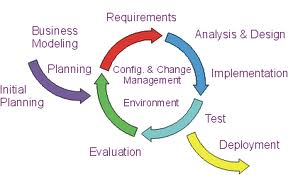 Requirements
Business
Modeling
Analysis & Design
Planning
Config. & Change
Management
Implementation
Initial
Planning
Environment
Test
Evaluation
Deployment